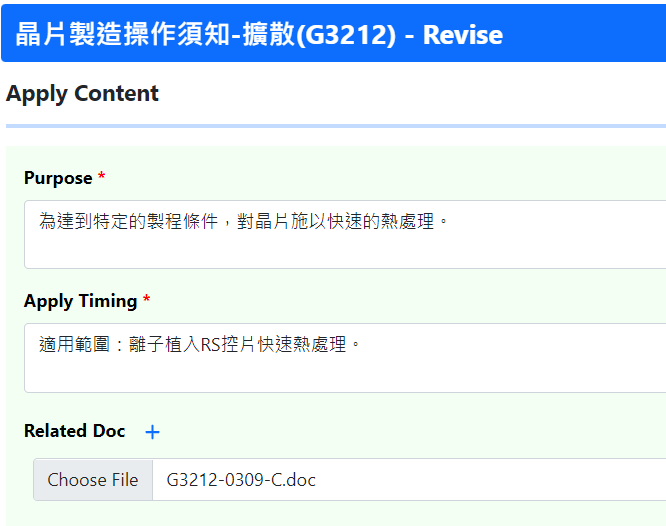 晶片製造操作須知-擴散(G3212) - Revise
Apply Content
Purpose *
為達到特定的製程條件，對晶片施以快速的熱處理。
Apply Timing *
適用範圍：離子植入RS控片快速熱處理。
Related Doc +
Choose File G3212-0309-C.doc